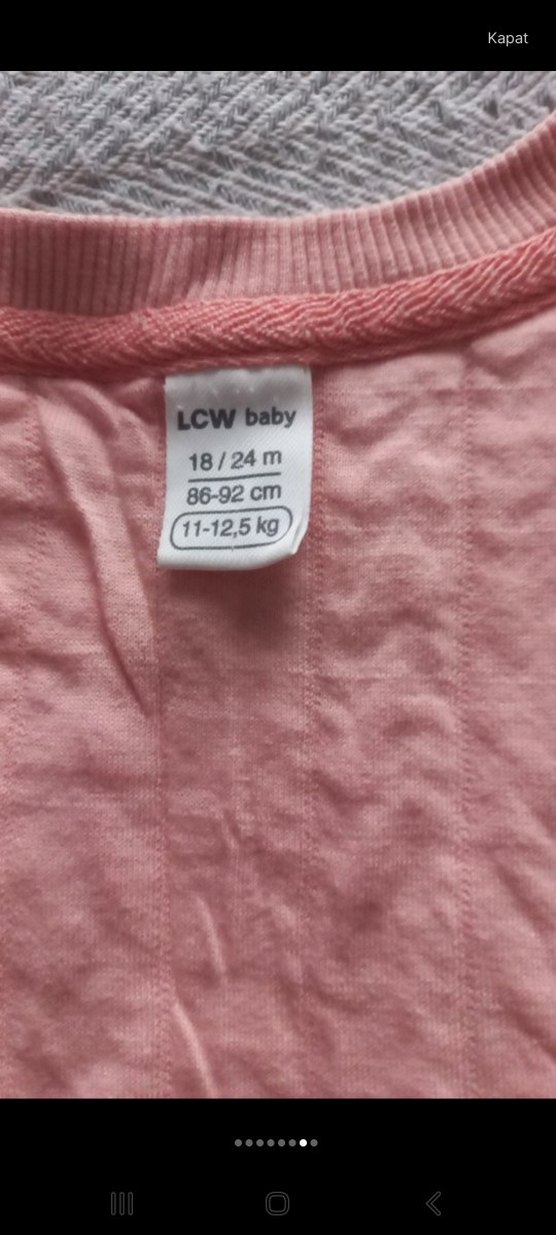 Kapat
LCW baby
18 / 24 m
86-92 cm
11-12,5 kg